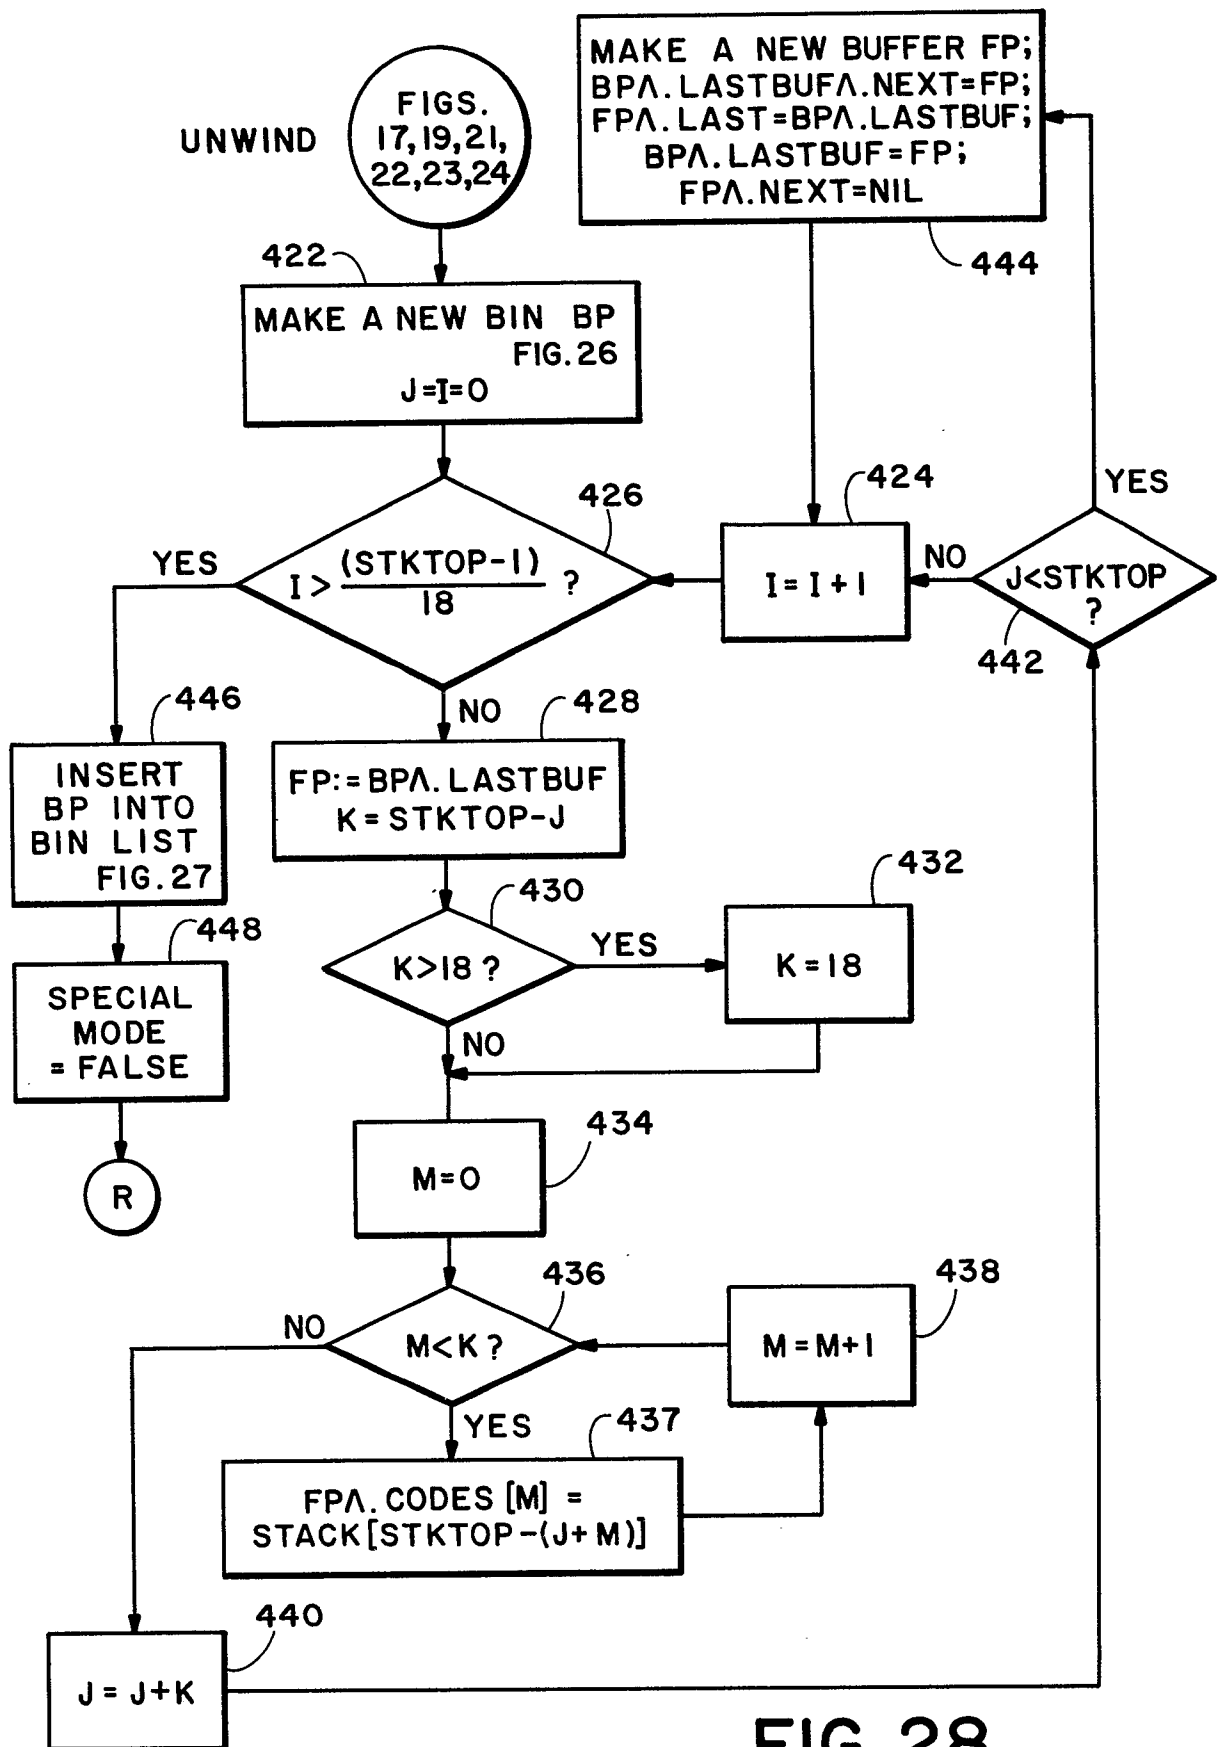 UNWIND
FIGS.
17,19,21,
22,23,24
MAKE A NEW BUFFER FP;
BPΛ.LASTBUFΛ.NEXT=FP;
FPΛ.LAST=BPΛ.LASTBUF;
BPΛ.LASTBUF=FP;
FPΛ.NEXT=NIL
444
422
MAKE A NEW BIN BP
FIG.26
J=I=0
426
I > (STKTOP-1)
18
?
YES
NO
424
I = I + 1
NO
YES
J<STKTOP
?
442
446
INSERT
BP INTO
BIN LIST
FIG.27
448
SPECIAL
MODE
= FALSE
R
428
FP:= BPΛ.LASTBUF
K = STKTOP-J
430
K>18 ?
YES
NO
432
K = 18
434
M=0
436
M<K ?
NO
YES
438
M = M+1
437
FPΛ.CODES [M] =
STACK[STKTOP-(J+M)]
440
J = J+K
FIG. 28